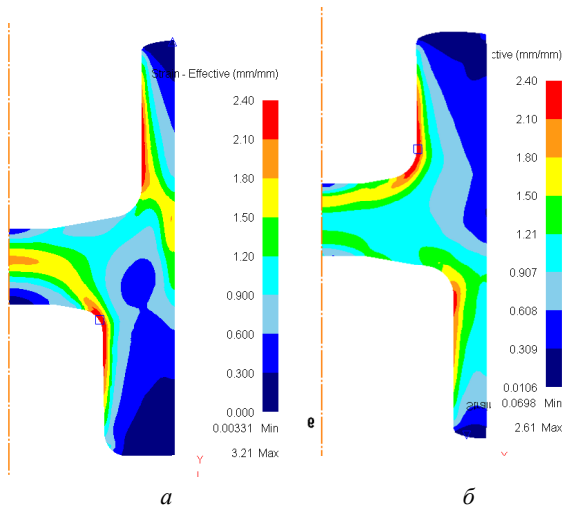 Strain - Effective (mm/mm)
2.40
2.10
1.80
1.50
1.20
0.900
0.600
0.300
0.000
0.00331 Min
3.21 Max
Y
а
ctive (mm/mm)
2.40
2.10
1.80
1.50
1.21
0.907
0.608
0.309
0.0106
0.0698 Min
2.61 Max
б